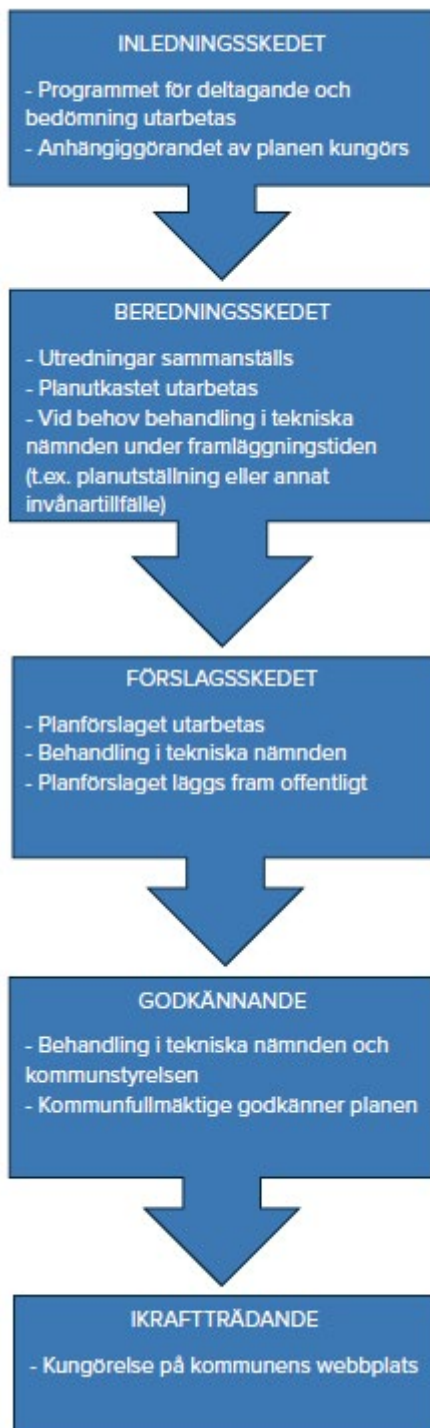 INLEDNINGSSKEDET
- Programmet för deltagande och
bedömning utarbetas
- Anhängiggörandet av planen kungörs
BEREDNINGSSKEDET
- Utredningar sammanställs
- Planutkastet utarbetas
- Vid behov behandling i tekniska
nämnden under framläggningstiden
(t.ex. planutställning eller annat
invånartillfälle)
FÖRSLAGSSKEDET
- Planförslaget utarbetas
- Behandling i tekniska nämnden
- Planförslaget läggs fram offentligt
GODKÄNNANDE
- Behandling i tekniska nämnden och
kommunstyrelsen
- Kommunfullmäktige godkänner planen
IKRAFTTRÄDANDE
- Kungörelse på kommunens webbplats